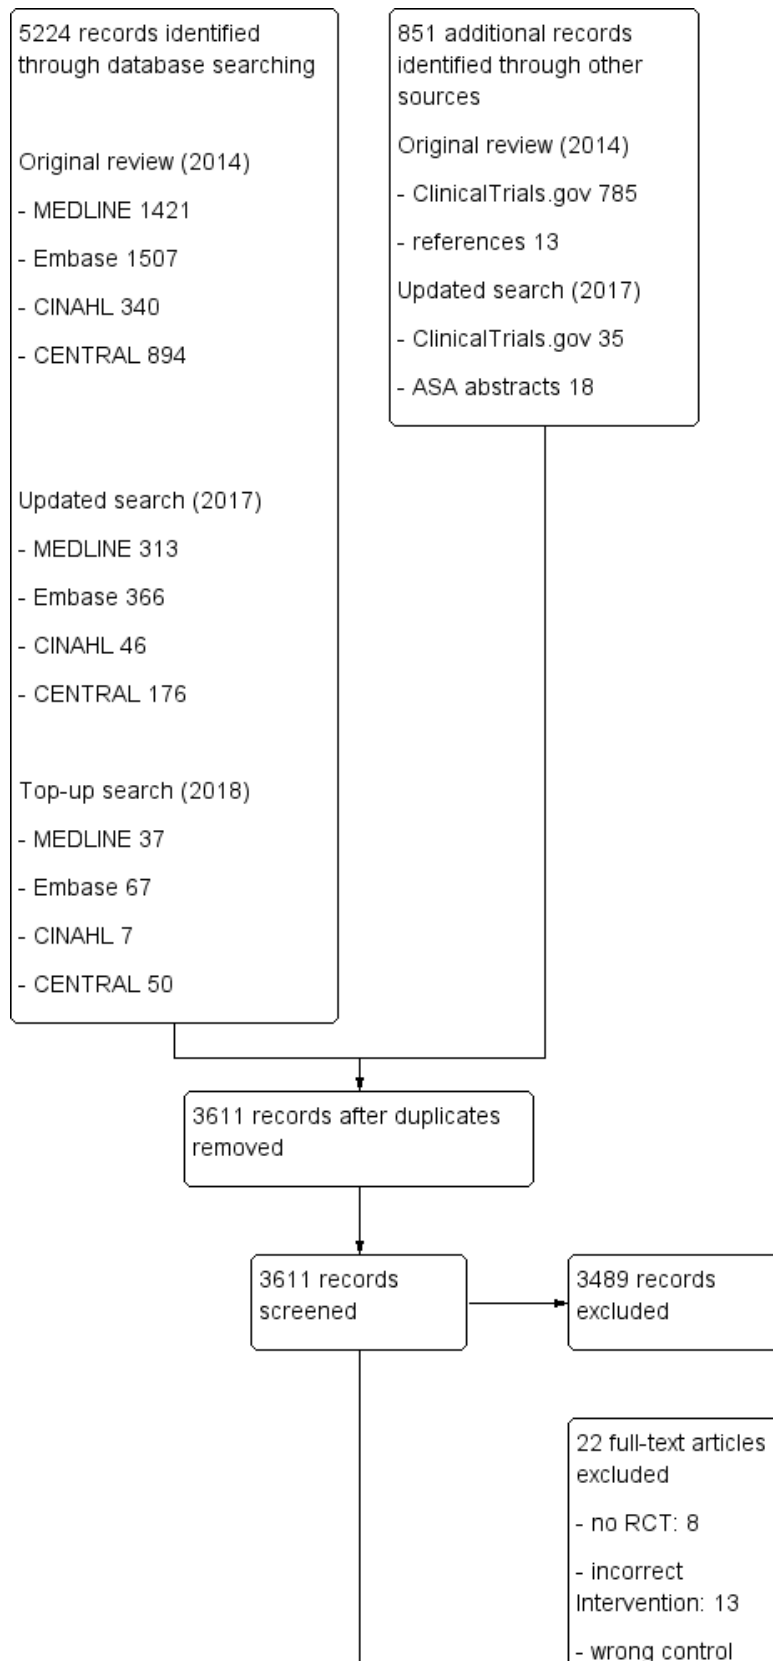 5224 records identified
through database searching
Original review (2014)
- MEDLINE 1421
- Embase 1507
- CINAHL 340
- CENTRAL 894
Updated search (2017)
- MEDLINE 313
- Embase 366
- CINAHL 46
- CENTRAL 176
Top-up search (2018)
- MEDLINE 37
- Embase 67
- CINAHL 7
- CENTRAL 50
851 additional records
identified through other
sources
Original review (2014)
- ClinicalTrials.gov 785
- references 13
Updated search (2017)
- ClinicalTrials.gov 35
- ASA abstracts 18
3611 records after duplicates
removed
3611 records
screened
3489 records
excluded
22 full-text articles
excluded
- no RCT: 8
- incorrect
Intervention: 13
- wrong control